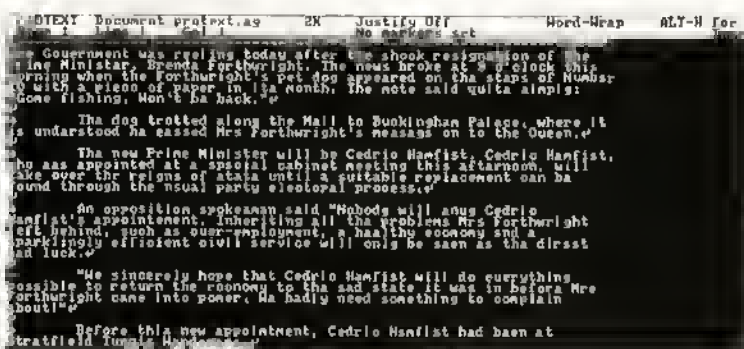 OTEXT Document protext.ag 2X Justify Off Word-Wrap ALT-H for
No markers set
Government was reeling today after the shock resignation of the
Minister, Brenda Forthwright. The news broke at 9 o'clock this
orning when the Forthwright's pet dog appeared on the steps of Number
with a piece of paper in its mouth. The note said quite simply:
"Gone fishing, Won't be back."
The dog trotted along the Mall to Buckingham Palace, where it
s understood he passed Mrs Forthwright's message on to the Queen.
The new Prime Minister will be Cedric Hamfist. Cedric Hamfist,
ho was appointed at a special cabinet meeting this afternoon, will
ake over the reigns of state until a suitable replacement can be
ound through the usual party electoral process.
An opposition spokesman said "Nobody will envy Cedric
amfist's appointement. Inheriting all the problems Mrs Forthwright
eft behind, such as over-employment, a healthy economy and a
parklingly efficient civil service will only be seen as the direst
ad luck.
"We sincerely hope that Cedric Hamfist will do everything
ossible to return the economy to the sad state it was in before Mrs
orthwright came into power. We badly need something to complain
bout!"
Before this new appointment, Cedric Hamfist had been at
tratfield